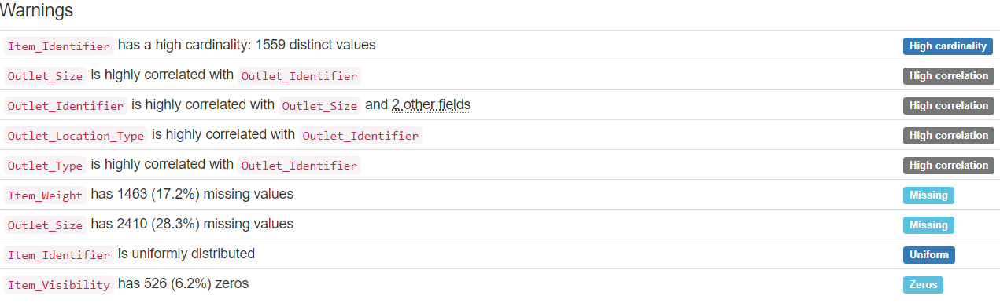 Warnings
Item_Identifier has a high cardinality: 1559 distinct values High cardinality
Outlet_Size is highly correlated with Outlet_Identifier High correlation
Outlet_Identifier is highly correlated with Outlet_Size and 2 other fields High correlation
Outlet_Location_Type is highly correlated with Outlet_Identifier High correlation
Outlet_Type is highly correlated with Outlet_Identifier High correlation
Item_Weight has 1463 (17.2%) missing values Missing
Outlet_Size has 2410 (28.3%) missing values Missing
Item_Identifier is uniformly distributed Uniform
Item_Visibility has 526 (6.2%) zeros Zeros